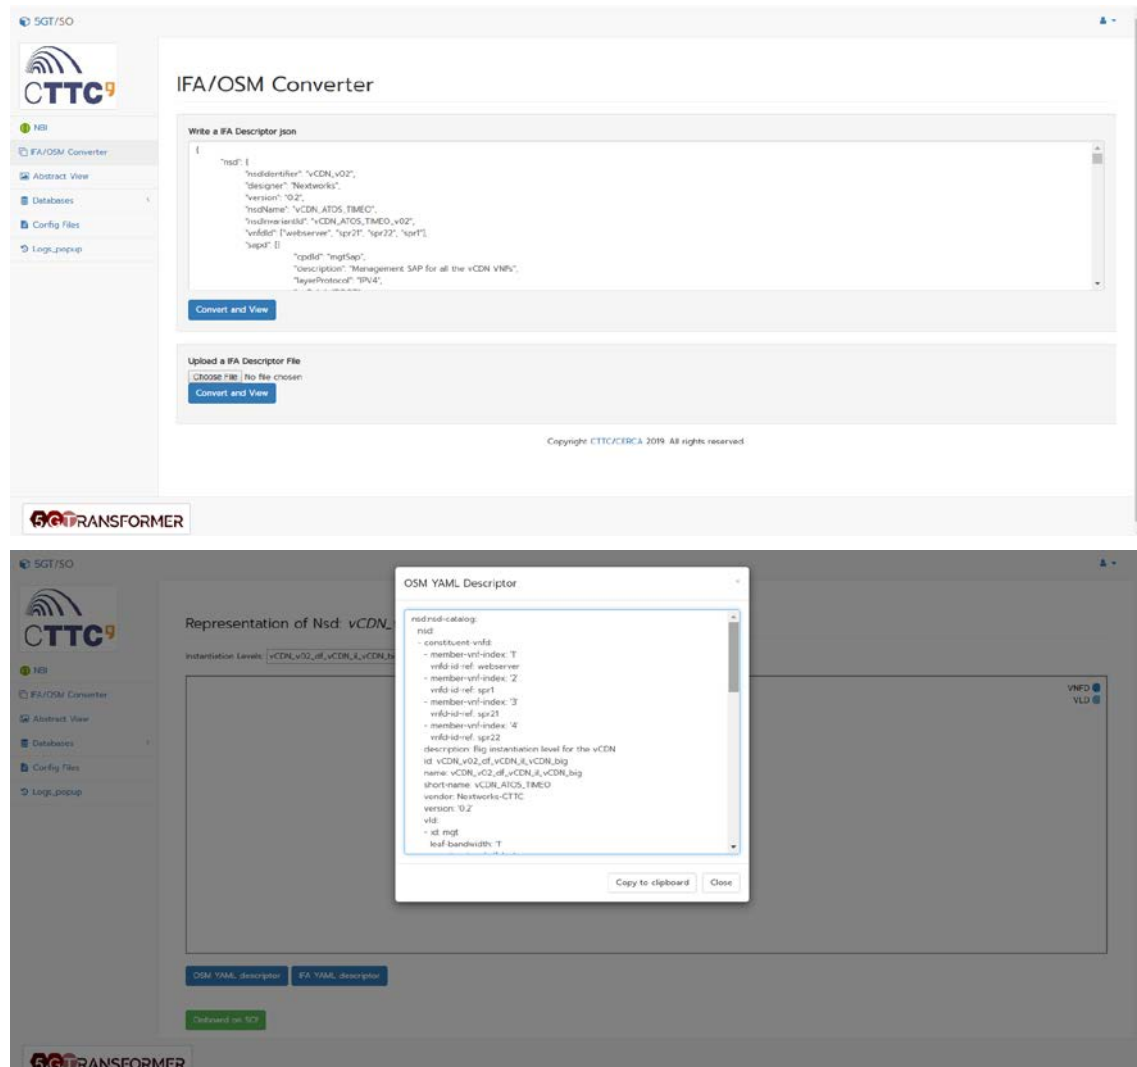 5GT/SO
CTTC9
NBI
IFA/OSM Converter
Abstract View
Databases
Config Files
Logs_popup
IFA/OSM Converter
Write a IFA Descriptor json
{
"nsd": {
"nsdIdentifier": "vCDN_v02",
"designer": "Nextworks",
"version": "0.2",
"nsdName": "vCDN_ATOS_TIMEO",
"nsdInvariantId": "vCDN_ATOS_TIMEO_v02",
"vnfdId": ["webserver", "spr21", "spr22", "spr1"],
"sapd": [{
"cpdId": "mgtSap",
"description": "Management SAP for all the vCDN VNFs",
"layerProtocol": "IPV4",
Convert and View
Upload a IFA Descriptor File
Choose File No file chosen
Convert and View
Copyright CTTC/CERCA 2019. All rights reserved
5GTRANSFORMER
5GT/SO
CTTC9
NBI
IFA/OSM Converter
Abstract View
Databases
Config Files
Logs_popup
Representation of Nsd: vCDN_
Instantiation Levels: vCDN_v02_df_vCDN_il_vCDN_b
VNFD
VLD
OSM YAML Descriptor
nsd:nsd-catalog:
nsd:
- constituent-vnfd:
- member-vnf-index: '1'
vnfd-id-ref: webserver
- member-vnf-index: '2'
vnfd-id-ref: spr1
- member-vnf-index: '3'
vnfd-id-ref: spr21
- member-vnf-index: '4'
vnfd-id-ref: spr22
description: Big instantiation level for the vCDN
id: vCDN_v02_df_vCDN_il_vCDN_big
name: vCDN_v02_df_vCDN_il_vCDN_big
short-name: vCDN_ATOS_TIMEO
vendor: Nextworks-CTTC
version: '0.2'
vld:
- id: mgt
leaf-bandwidth: '1'
Copy to clipboard Close
OSM YAML descriptor IFA YAML descriptor
Onboard on SO!
5GTRANSFORMER